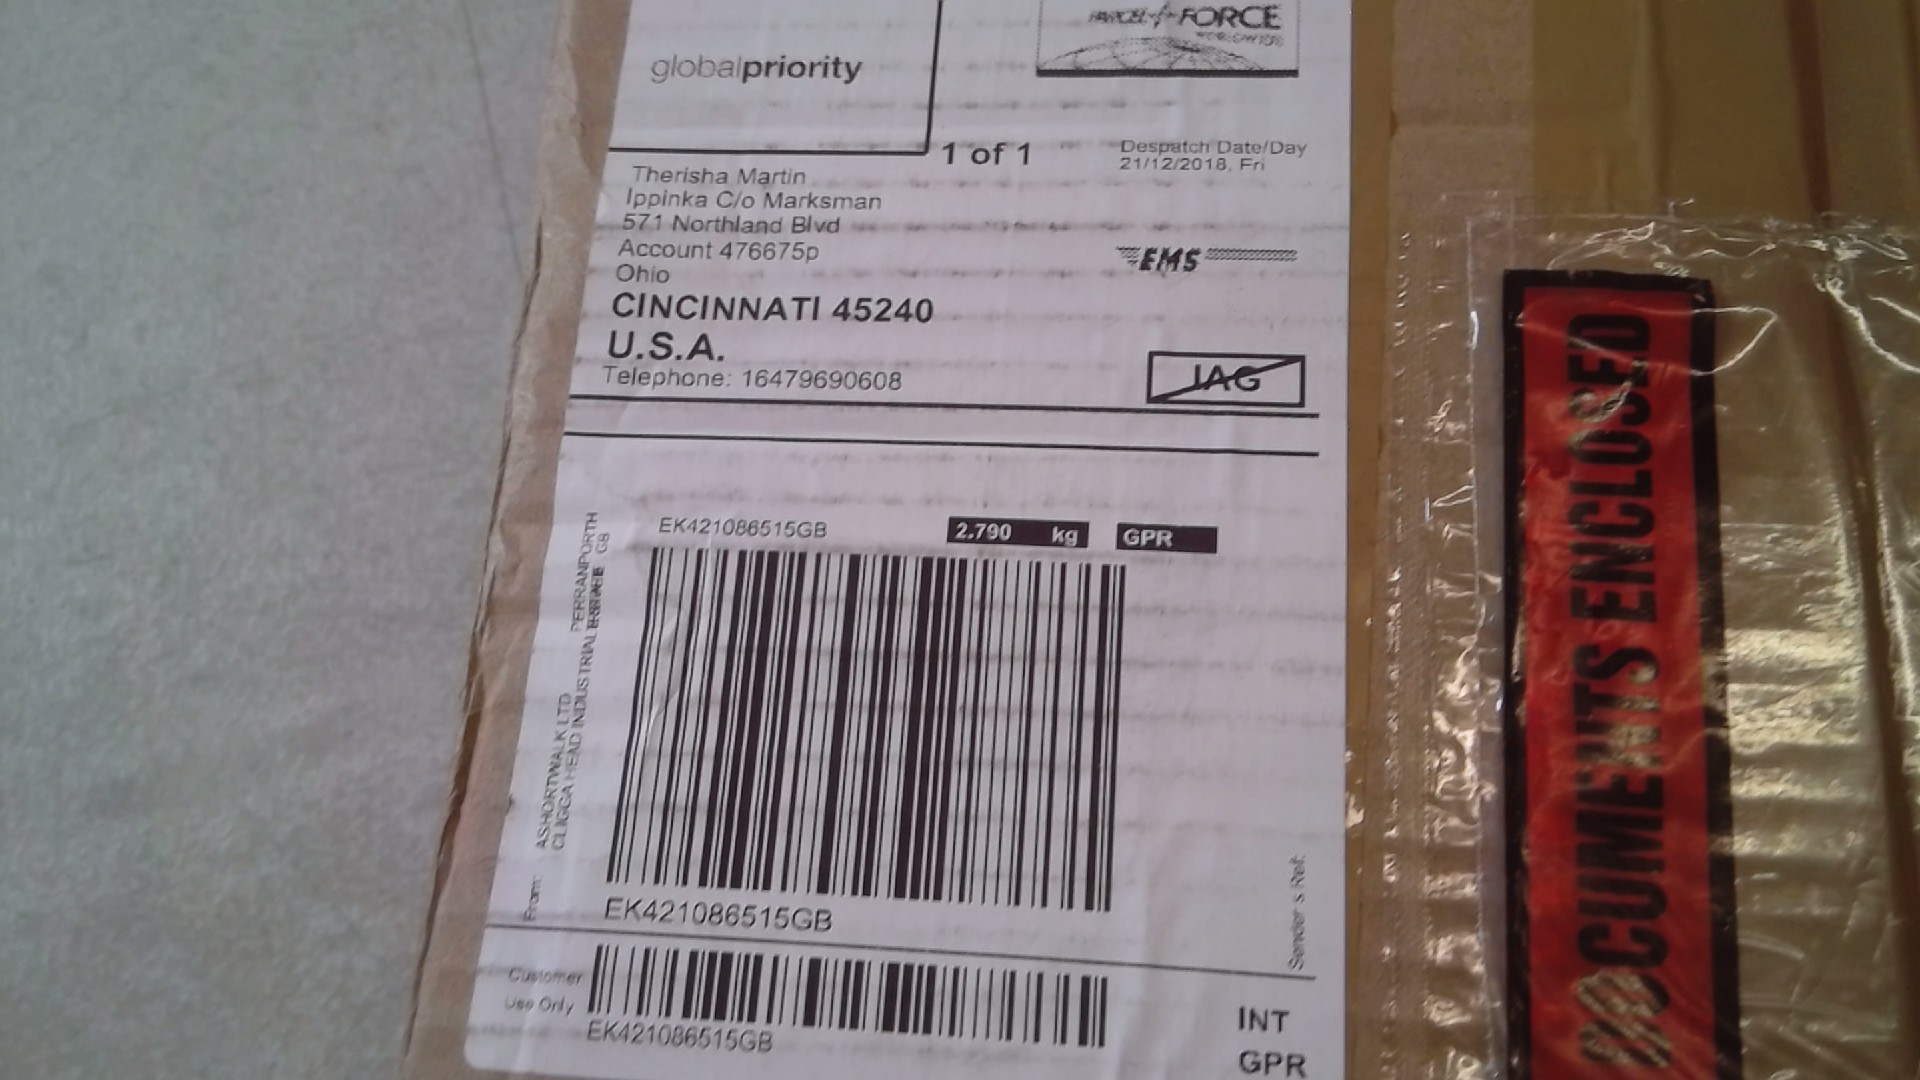 globalpriority
PARCEL FORCE
WORLDWIDE
1 of 1
Despatch Date/Day
21/12/2018, Fri
Therisha Martin
Ippinka C/o Marksman
571 Northland Blvd
Account 476675p
Ohio
CINCINNATI 45240
U.S.A.
Telephone: 16479690608
EMS
JAG
EK421086515GB
2.790 kg
GPR
From:
ASHORTWALK LTD
CLIGGA HEAD INDUSTRIAL
PERRANPORTH
GB
EK421086515GB
Sender's Ref:
Customer
Use Only
EK421086515GB
INT
GPR
DOCUMENTS ENCLOSED